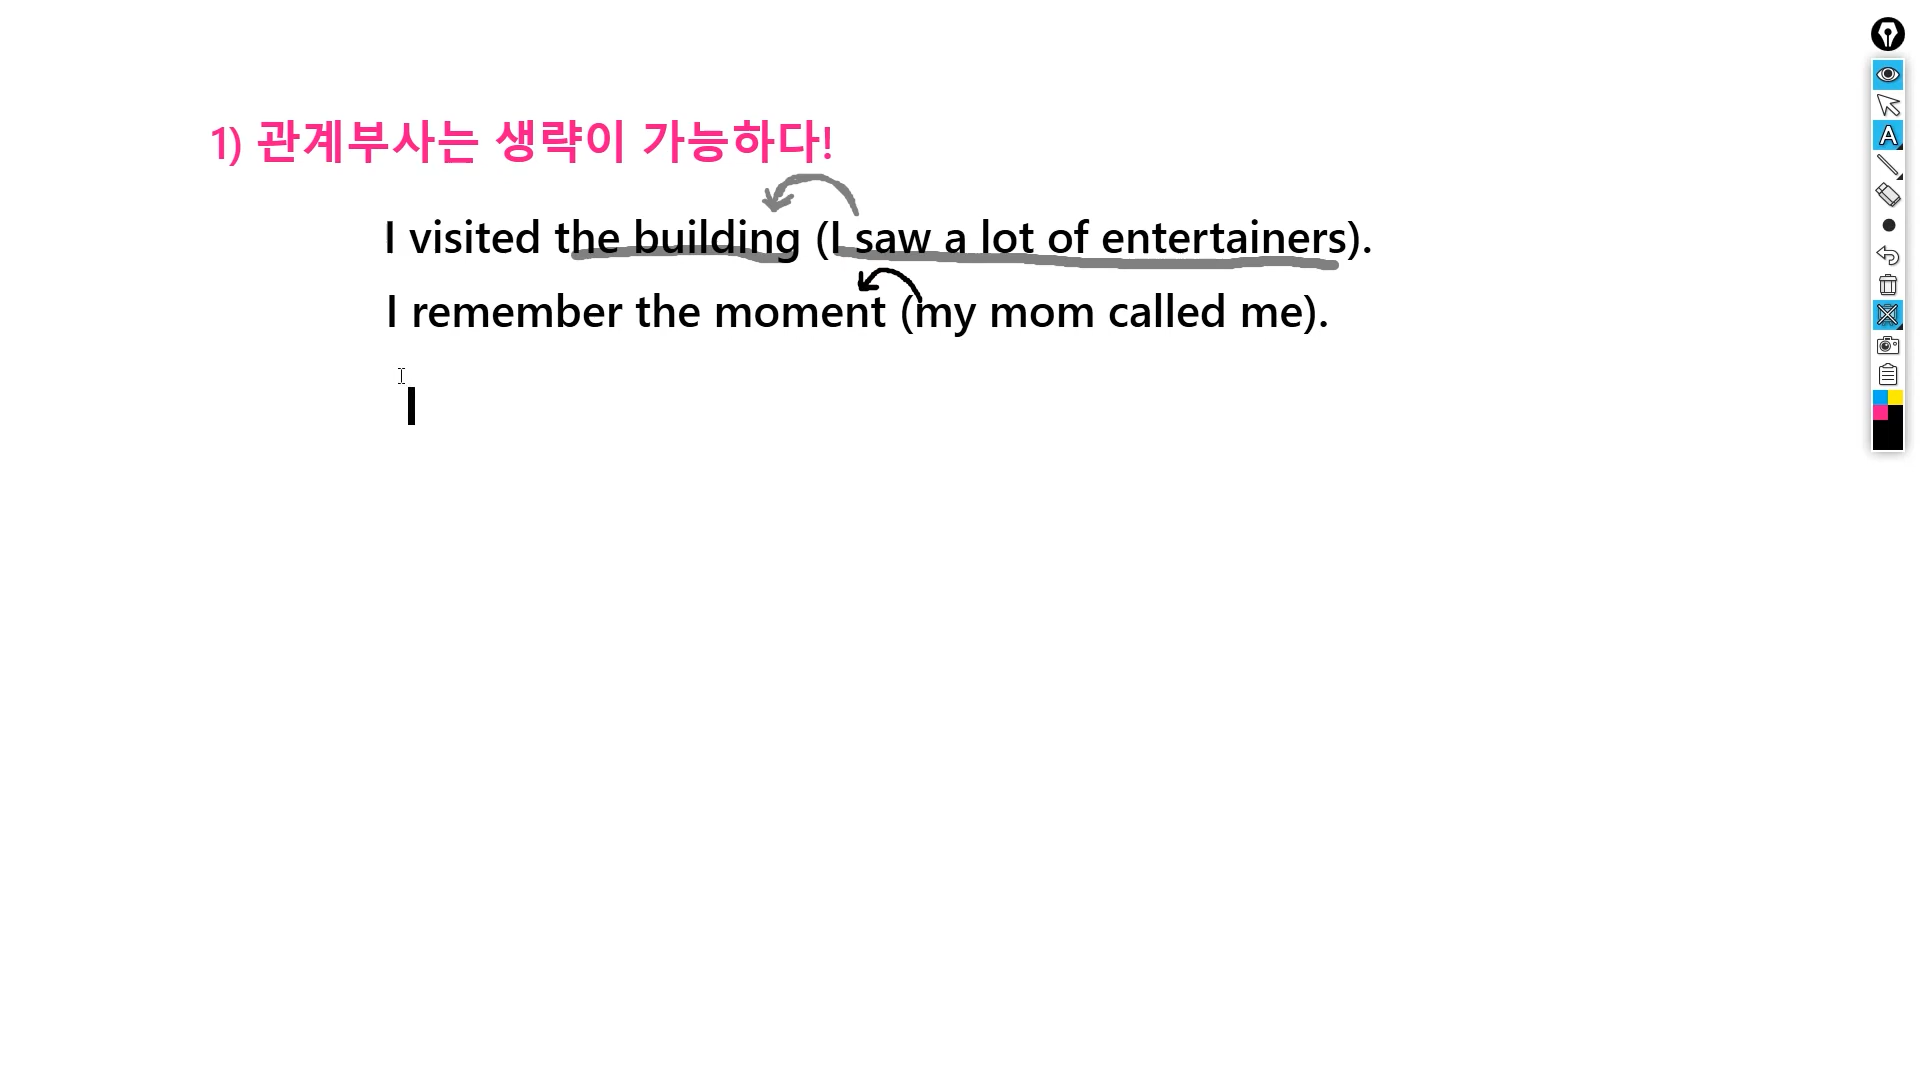 1) 관계부사는 생략이 가능하다!
I visited the building (I saw a lot of entertainers).
I remember the moment (my mom called me).